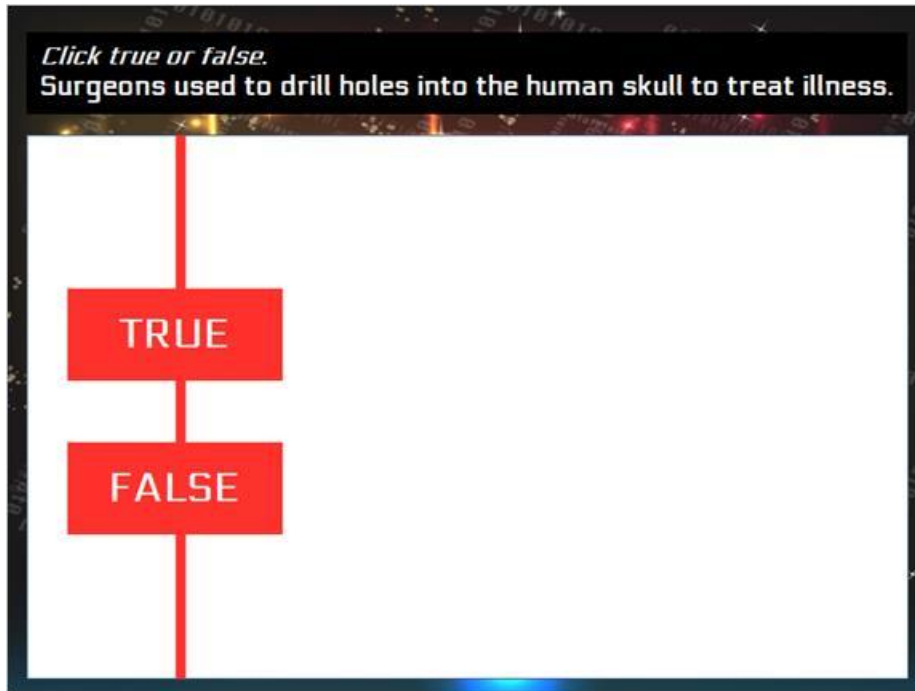 Click true or false.
Surgeons used to drill holes into the human skull to treat illness.
TRUE
FALSE